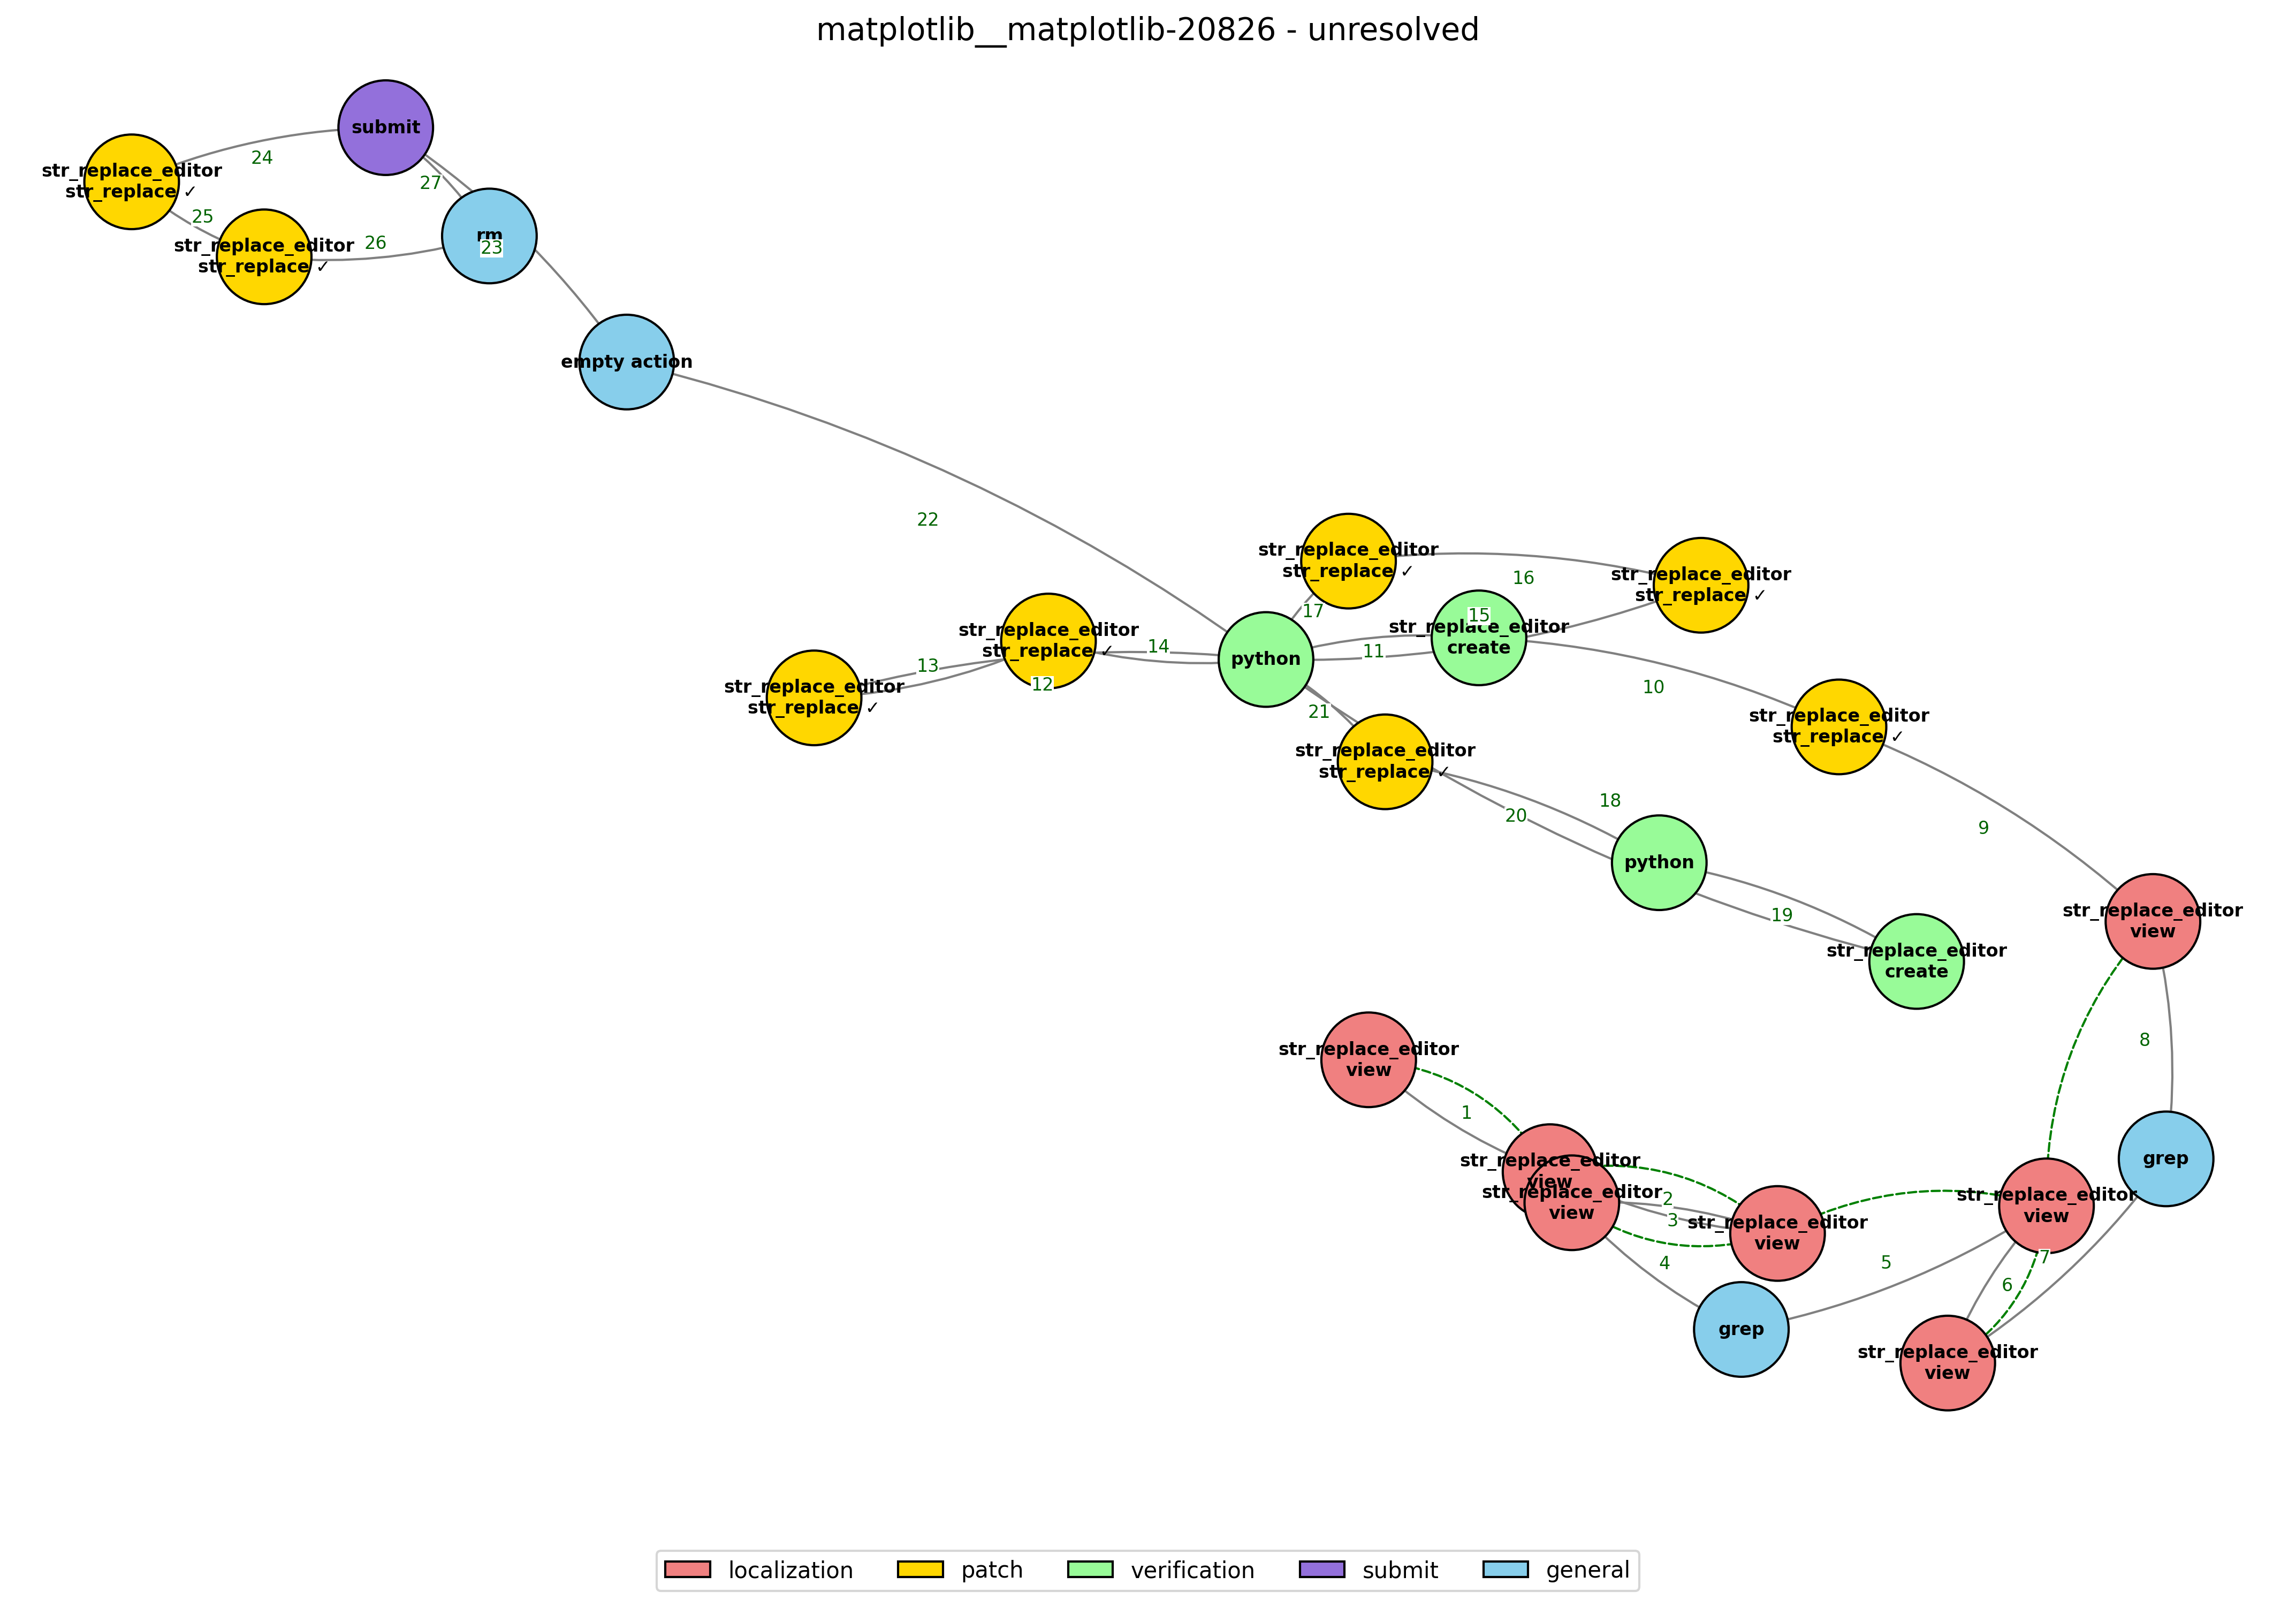 matplotlib__matplotlib-20826 - unresolved
submit
24
str_replace_editor
str_replace ✓
27
25
rm
23
26
str_replace_editor
str_replace ✓
empty action
22
str_replace_editor
str_replace ✓
16
str_replace_editor
str_replace ✓
17
15
str_replace_editor
create
str_replace_editor
str_replace ✓
14
11
python
13
12
str_replace_editor
str_replace ✓
10
21
str_replace_editor
str_replace ✓
str_replace_editor
str_replace ✓
18
20
9
python
19
str_replace_editor
view
str_replace_editor
create
8
str_replace_editor
view
1
str_replace_editor
view
str_replace_editor
view
2
3
str_replace_editor
view
grep
str_replace_editor
view
4
5
7
6
grep
str_replace_editor
view
localization
patch
verification
submit
general